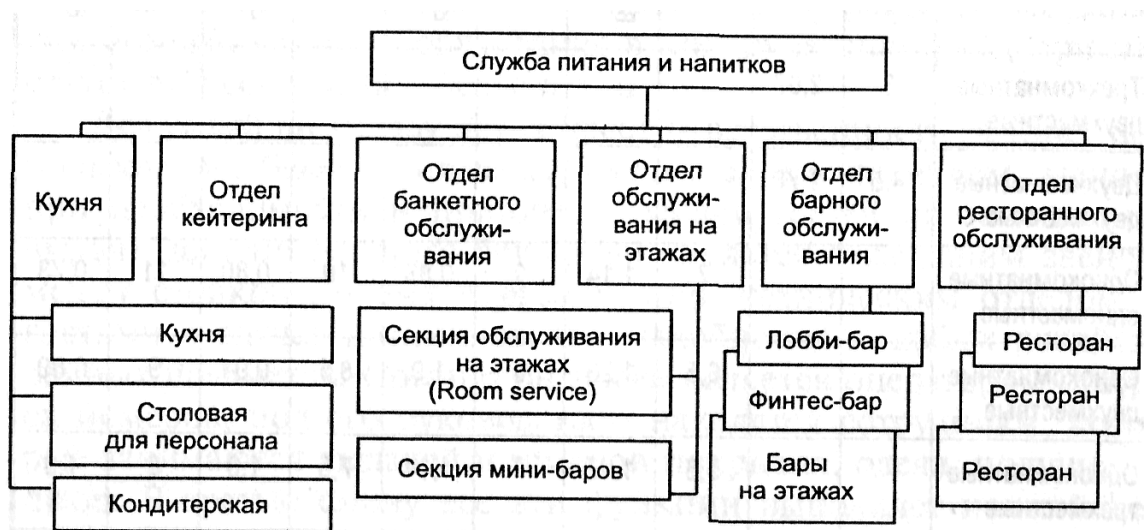 Служба питания и напитков
Кухня
Отдел
кейтеринга
Отдел
банкетного
обслужи-
вания
Отдел
обслужи-
вания на
этажах
Отдел
барного
обслужи-
вания
Отдел
ресторанного
обслуживания
Кухня
Столовая
для персонала
Кондитерская
Секция обслуживания
на этажах
(Room service)
Секция мини-баров
Лобби-бар
Финтес-бар
Бары
на этажах
Ресторан
Ресторан
Ресторан